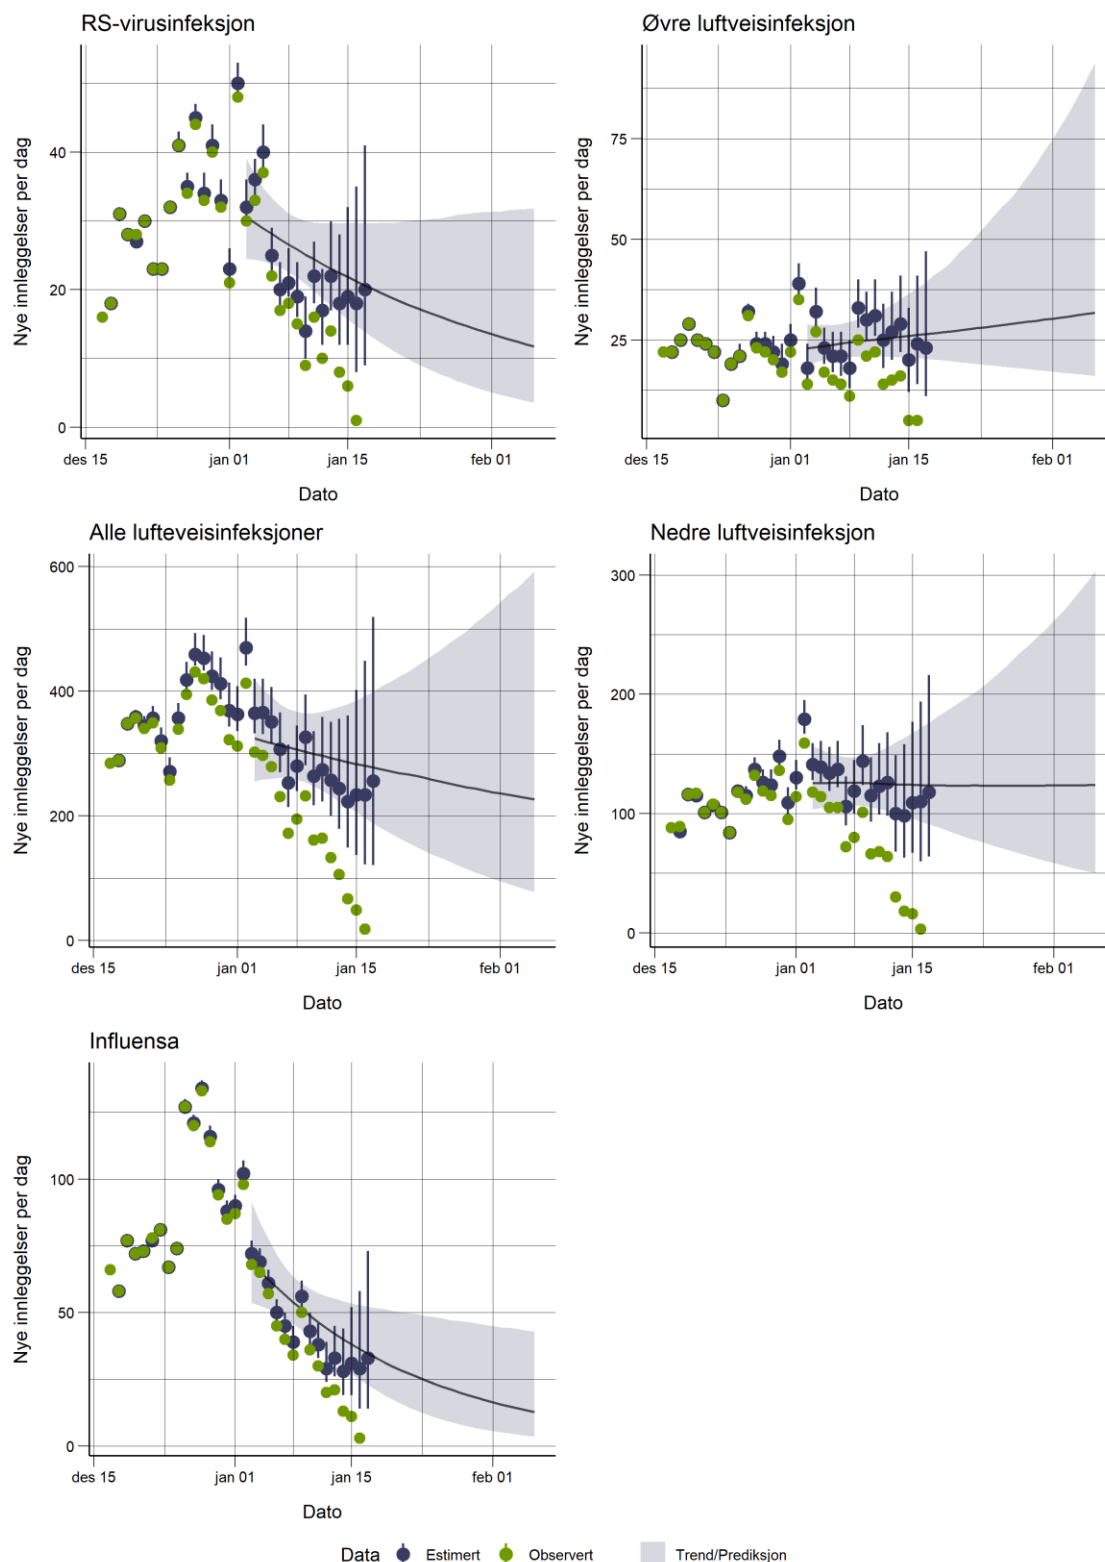 RS-virusinfeksjon
Nye innleggelser per dag
40
20
0
des 15 jan 01 jan 15 feb 01
Dato
Øvre luftveisinfeksjon
Nye innleggelser per dag
75
50
25
des 15 jan 01 jan 15 feb 01
Dato
Alle lufteveisinfeksjoner
Nye innleggelser per dag
600
400
200
0
des 15 jan 01 jan 15 feb 01
Dato
Nedre luftveisinfeksjon
Nye innleggelser per dag
300
200
100
0
des 15 jan 01 jan 15 feb 01
Dato
Influensa
Nye innleggelser per dag
100
50
0
des 15 jan 01 jan 15 feb 01
Dato
Data Estimert Observert Trend/Prediksjon